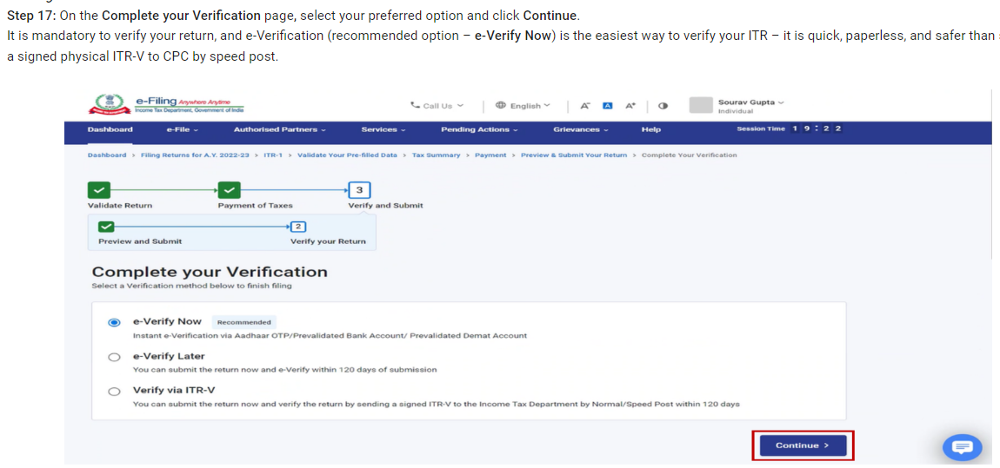 Step 17: On the Complete your Verification page, select your preferred option and click Continue.
It is mandatory to verify your return, and e-Verification (recommended option – e-Verify Now) is the easiest way to verify your ITR – it is quick, paperless, and safer than
a signed physical ITR-V to CPC by speed post.
e-Filing Anywhere Anytime
Income Tax Department, Government of India
Call Us
English
A-
A
A+
Sourav Gupta
Individual
Dashboard e-File Authorised Partners Services Pending Actions Grievances Help Session Time 1 9 : 2 2
Dashboard > Filing Returns for A.Y. 2022-23 > ITR-1 > Validate Your Pre-filled Data > Tax Summary > Payment > Preview & Submit Your Return > Complete Your Verification
3
Validate Return Payment of Taxes Verify and Submit
2
Preview and Submit Verify your Return
Complete your Verification
Select a Verification method below to finish filing
e-Verify Now Recommended
Instant e-Verification via Aadhaar OTP/Prevalidated Bank Account/ Prevalidated Demat Account
e-Verify Later
You can submit the return now and e-Verify within 120 days of submission
Verify via ITR-V
You can submit the return now and verify the return by sending a signed ITR-V to the Income Tax Department by Normal/Speed Post within 120 days
Continue >